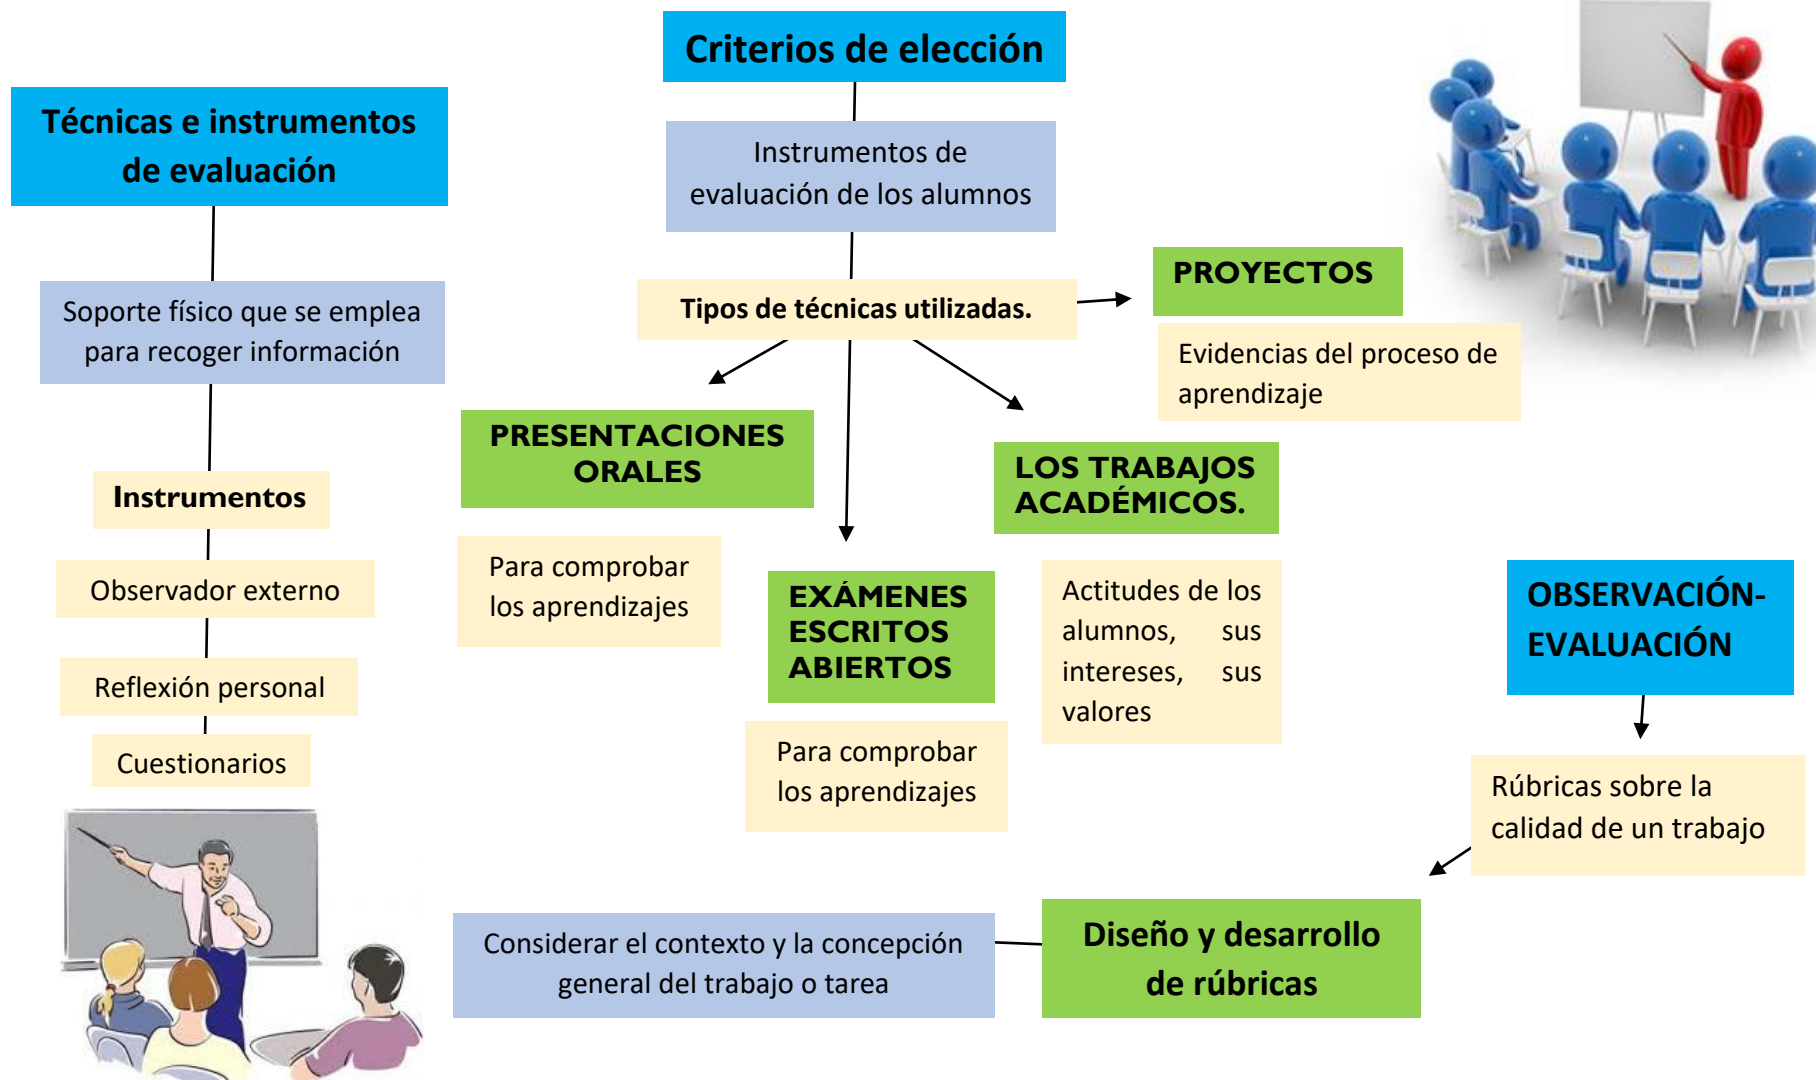 Técnicas e instrumentos
de evaluación
Soporte físico que se emplea
para recoger información
Instrumentos
Observador externo
Reflexión personal
Cuestionarios
Criterios de elección
Instrumentos de
evaluación de los alumnos
Tipos de técnicas utilizadas.
PROYECTOS
Evidencias del proceso de
aprendizaje
PRESENTACIONES
ORALES
Para comprobar
los aprendizajes
EXÁMENES
ESCRITOS
ABIERTOS
Para comprobar
los aprendizajes
LOS TRABAJOS
ACADÉMICOS.
Actitudes de los
alumnos, sus
intereses, sus
valores
OBSERVACIÓN-
EVALUACIÓN
Rúbricas sobre la
calidad de un trabajo
Diseño y desarrollo
de rúbricas
Considerar el contexto y la concepción
general del trabajo o tarea